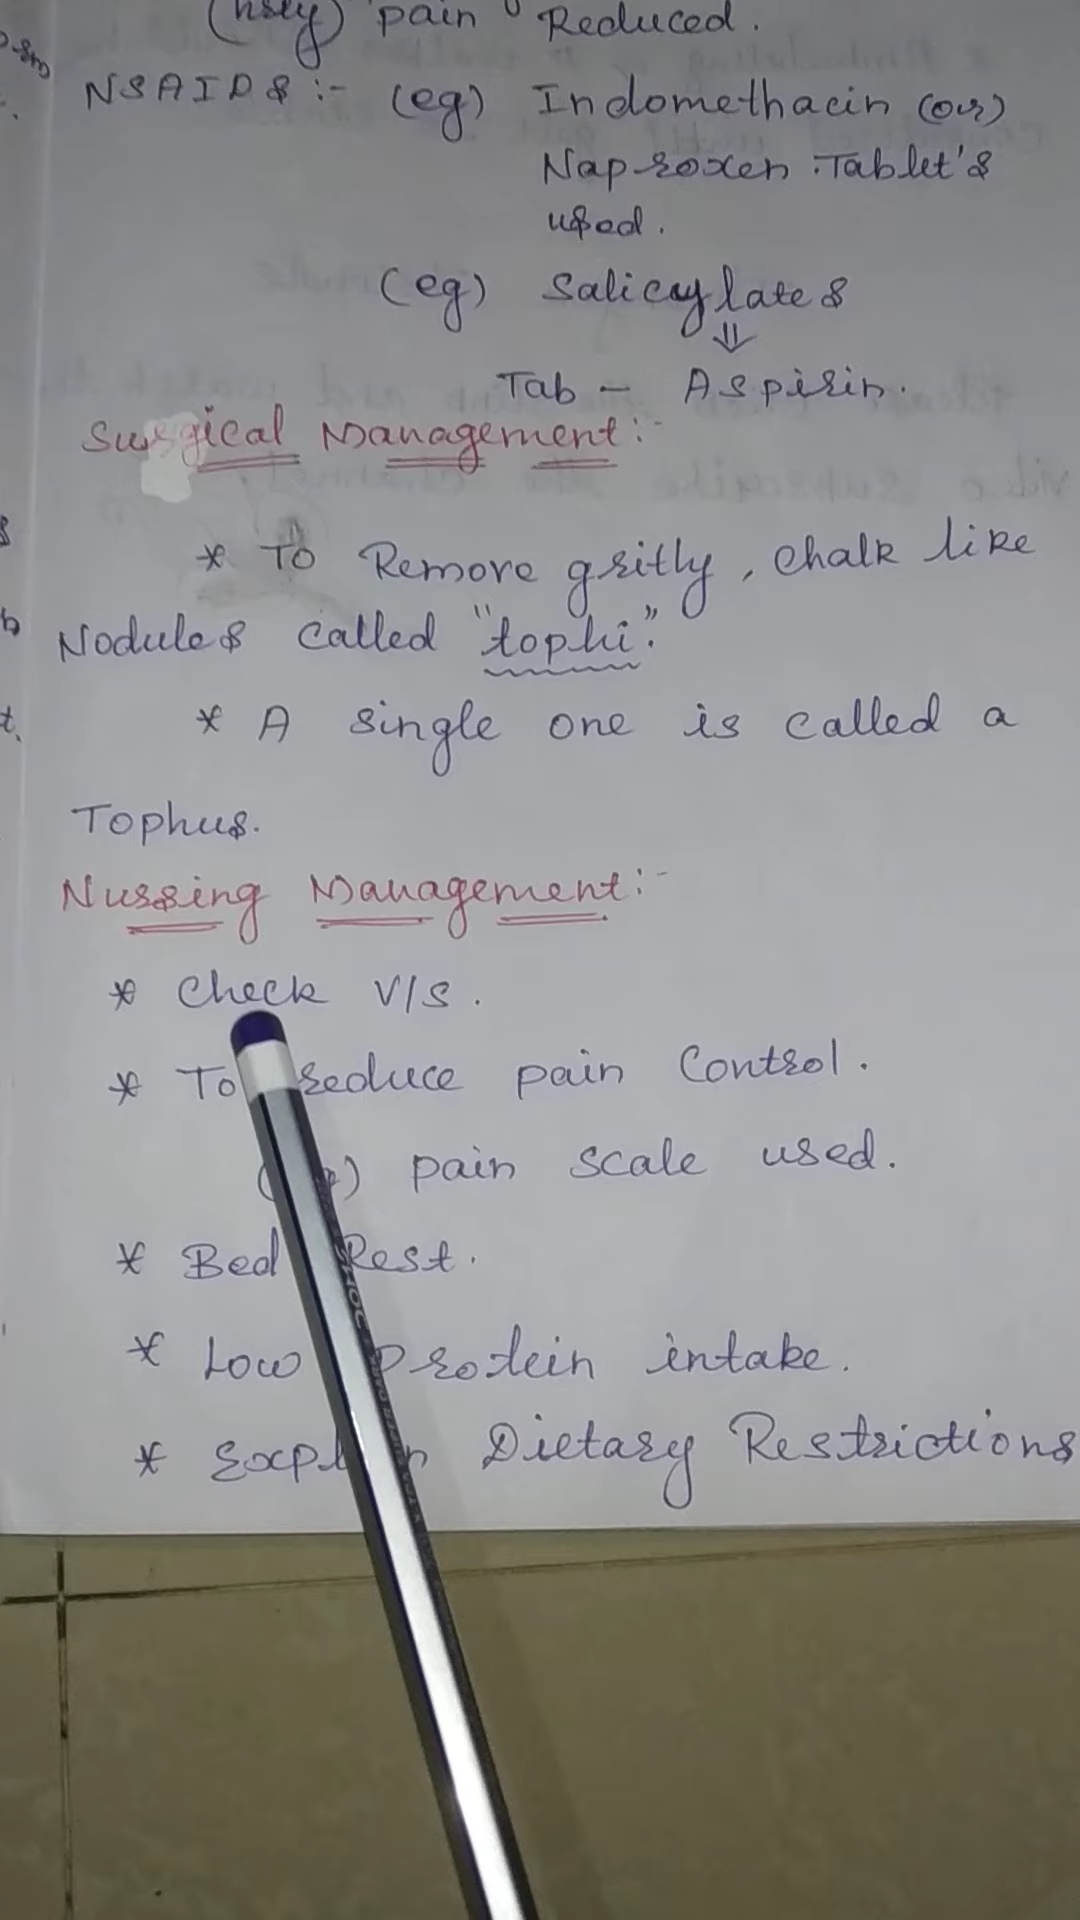 pain Reduced.
NSAIDS :- (eg) Indomethacin (or)
Naproxen Tablet's
used.
(eg) Salicylates
⇓
Tab - Aspirin.
Surgical Management:-
* To Remove gritly, chalk like
Nodules called "tophi".
* A single one is called a
Tophus.
Nursing Management:-
* Check V/S.
* To reduce pain Control.
pain scale used.
* Bed Rest.
* Low protein intake.
* Dietary Restrictions